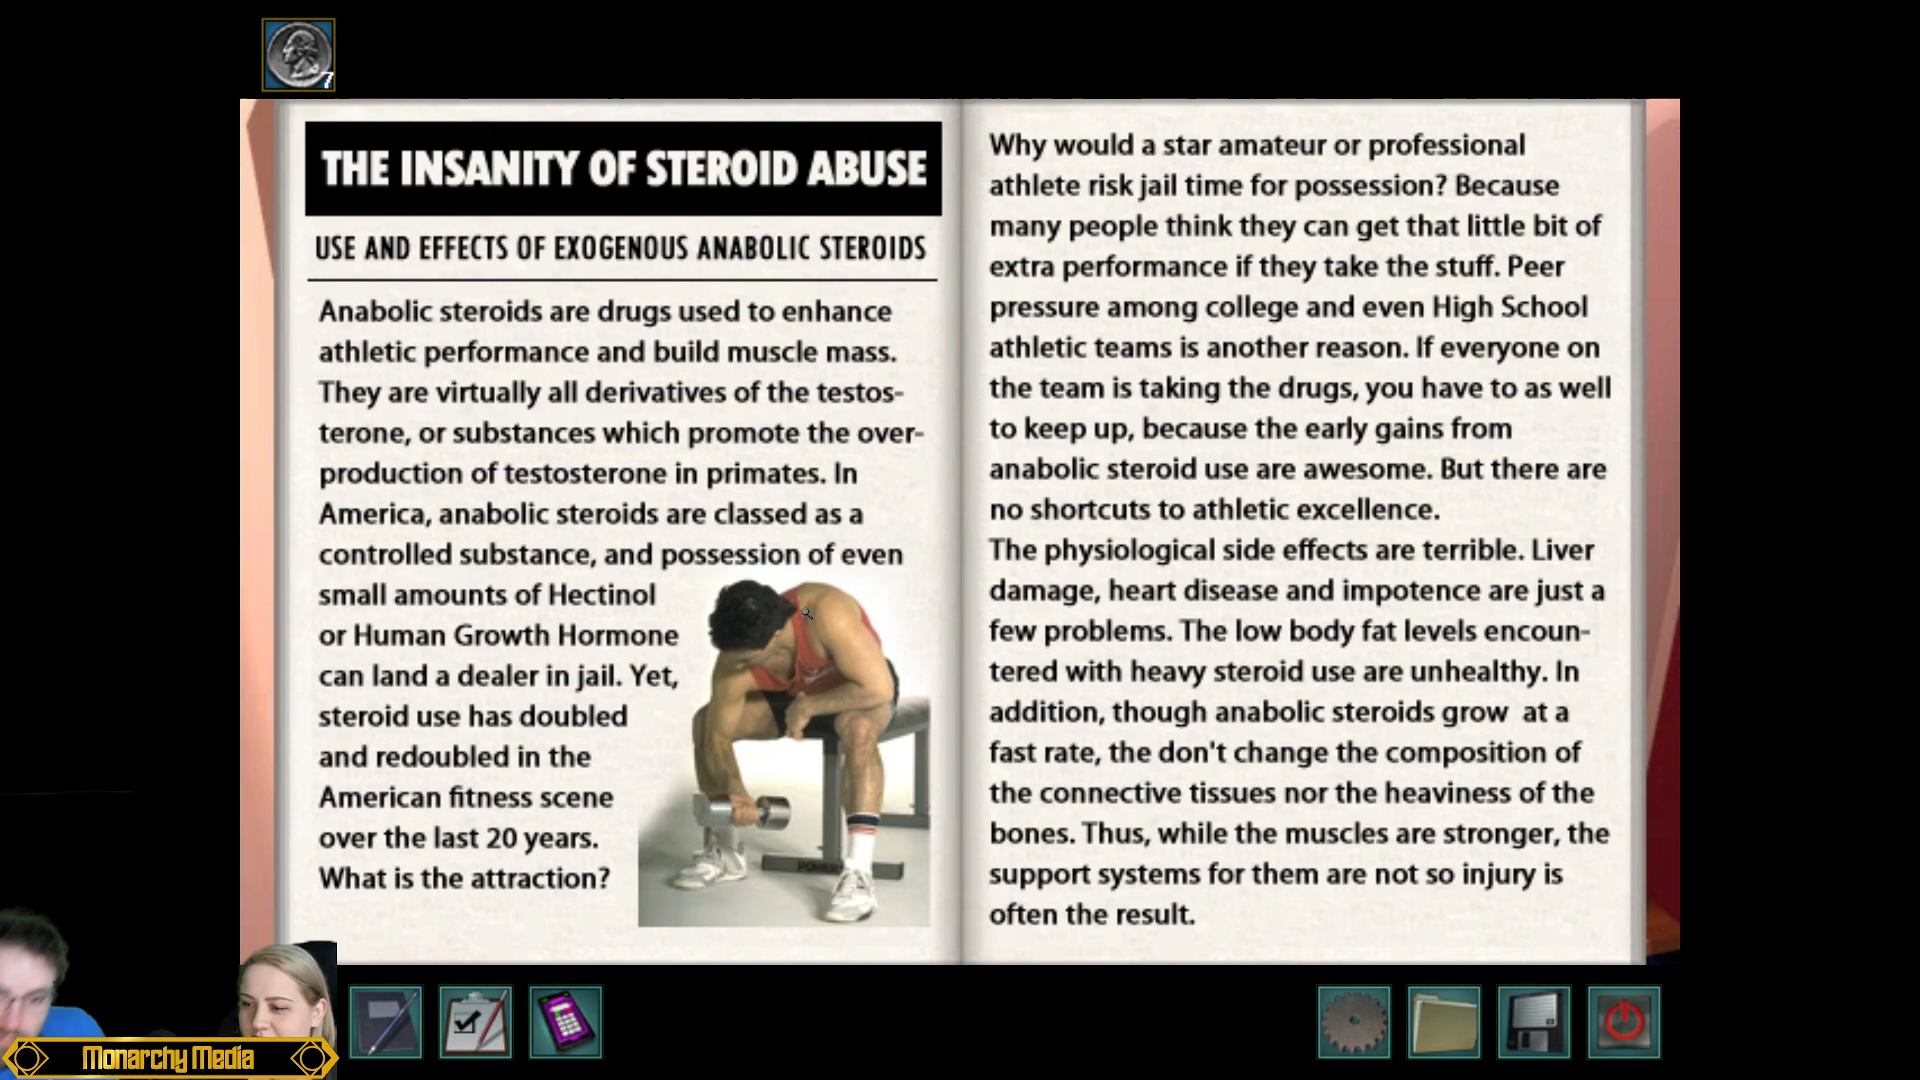 7
THE INSANITY OF STEROID ABUSE
USE AND EFFECTS OF EXOGENOUS ANABOLIC STEROIDS
Anabolic steroids are drugs used to enhance
athletic performance and build muscle mass.
They are virtually all derivatives of the testos-
terone, or substances which promote the over-
production of testosterone in primates. In
America, anabolic steroids are classed as a
controlled substance, and possession of even
small amounts of Hectinol
or Human Growth Hormone
can land a dealer in jail. Yet,
steroid use has doubled
and redoubled in the
American fitness scene
over the last 20 years.
What is the attraction?
Why would a star amateur or professional
athlete risk jail time for possession? Because
many people think they can get that little bit of
extra performance if they take the stuff. Peer
pressure among college and even High School
athletic teams is another reason. If everyone on
the team is taking the drugs, you have to as well
to keep up, because the early gains from
anabolic steroid use are awesome. But there are
no shortcuts to athletic excellence.
The physiological side effects are terrible. Liver
damage, heart disease and impotence are just a
few problems. The low body fat levels encoun-
tered with heavy steroid use are unhealthy. In
addition, though anabolic steroids grow  at a
fast rate, the don't change the composition of
the connective tissues nor the heaviness of the
bones. Thus, while the muscles are stronger, the
support systems for them are not so injury is
often the result.
Monarchy Media